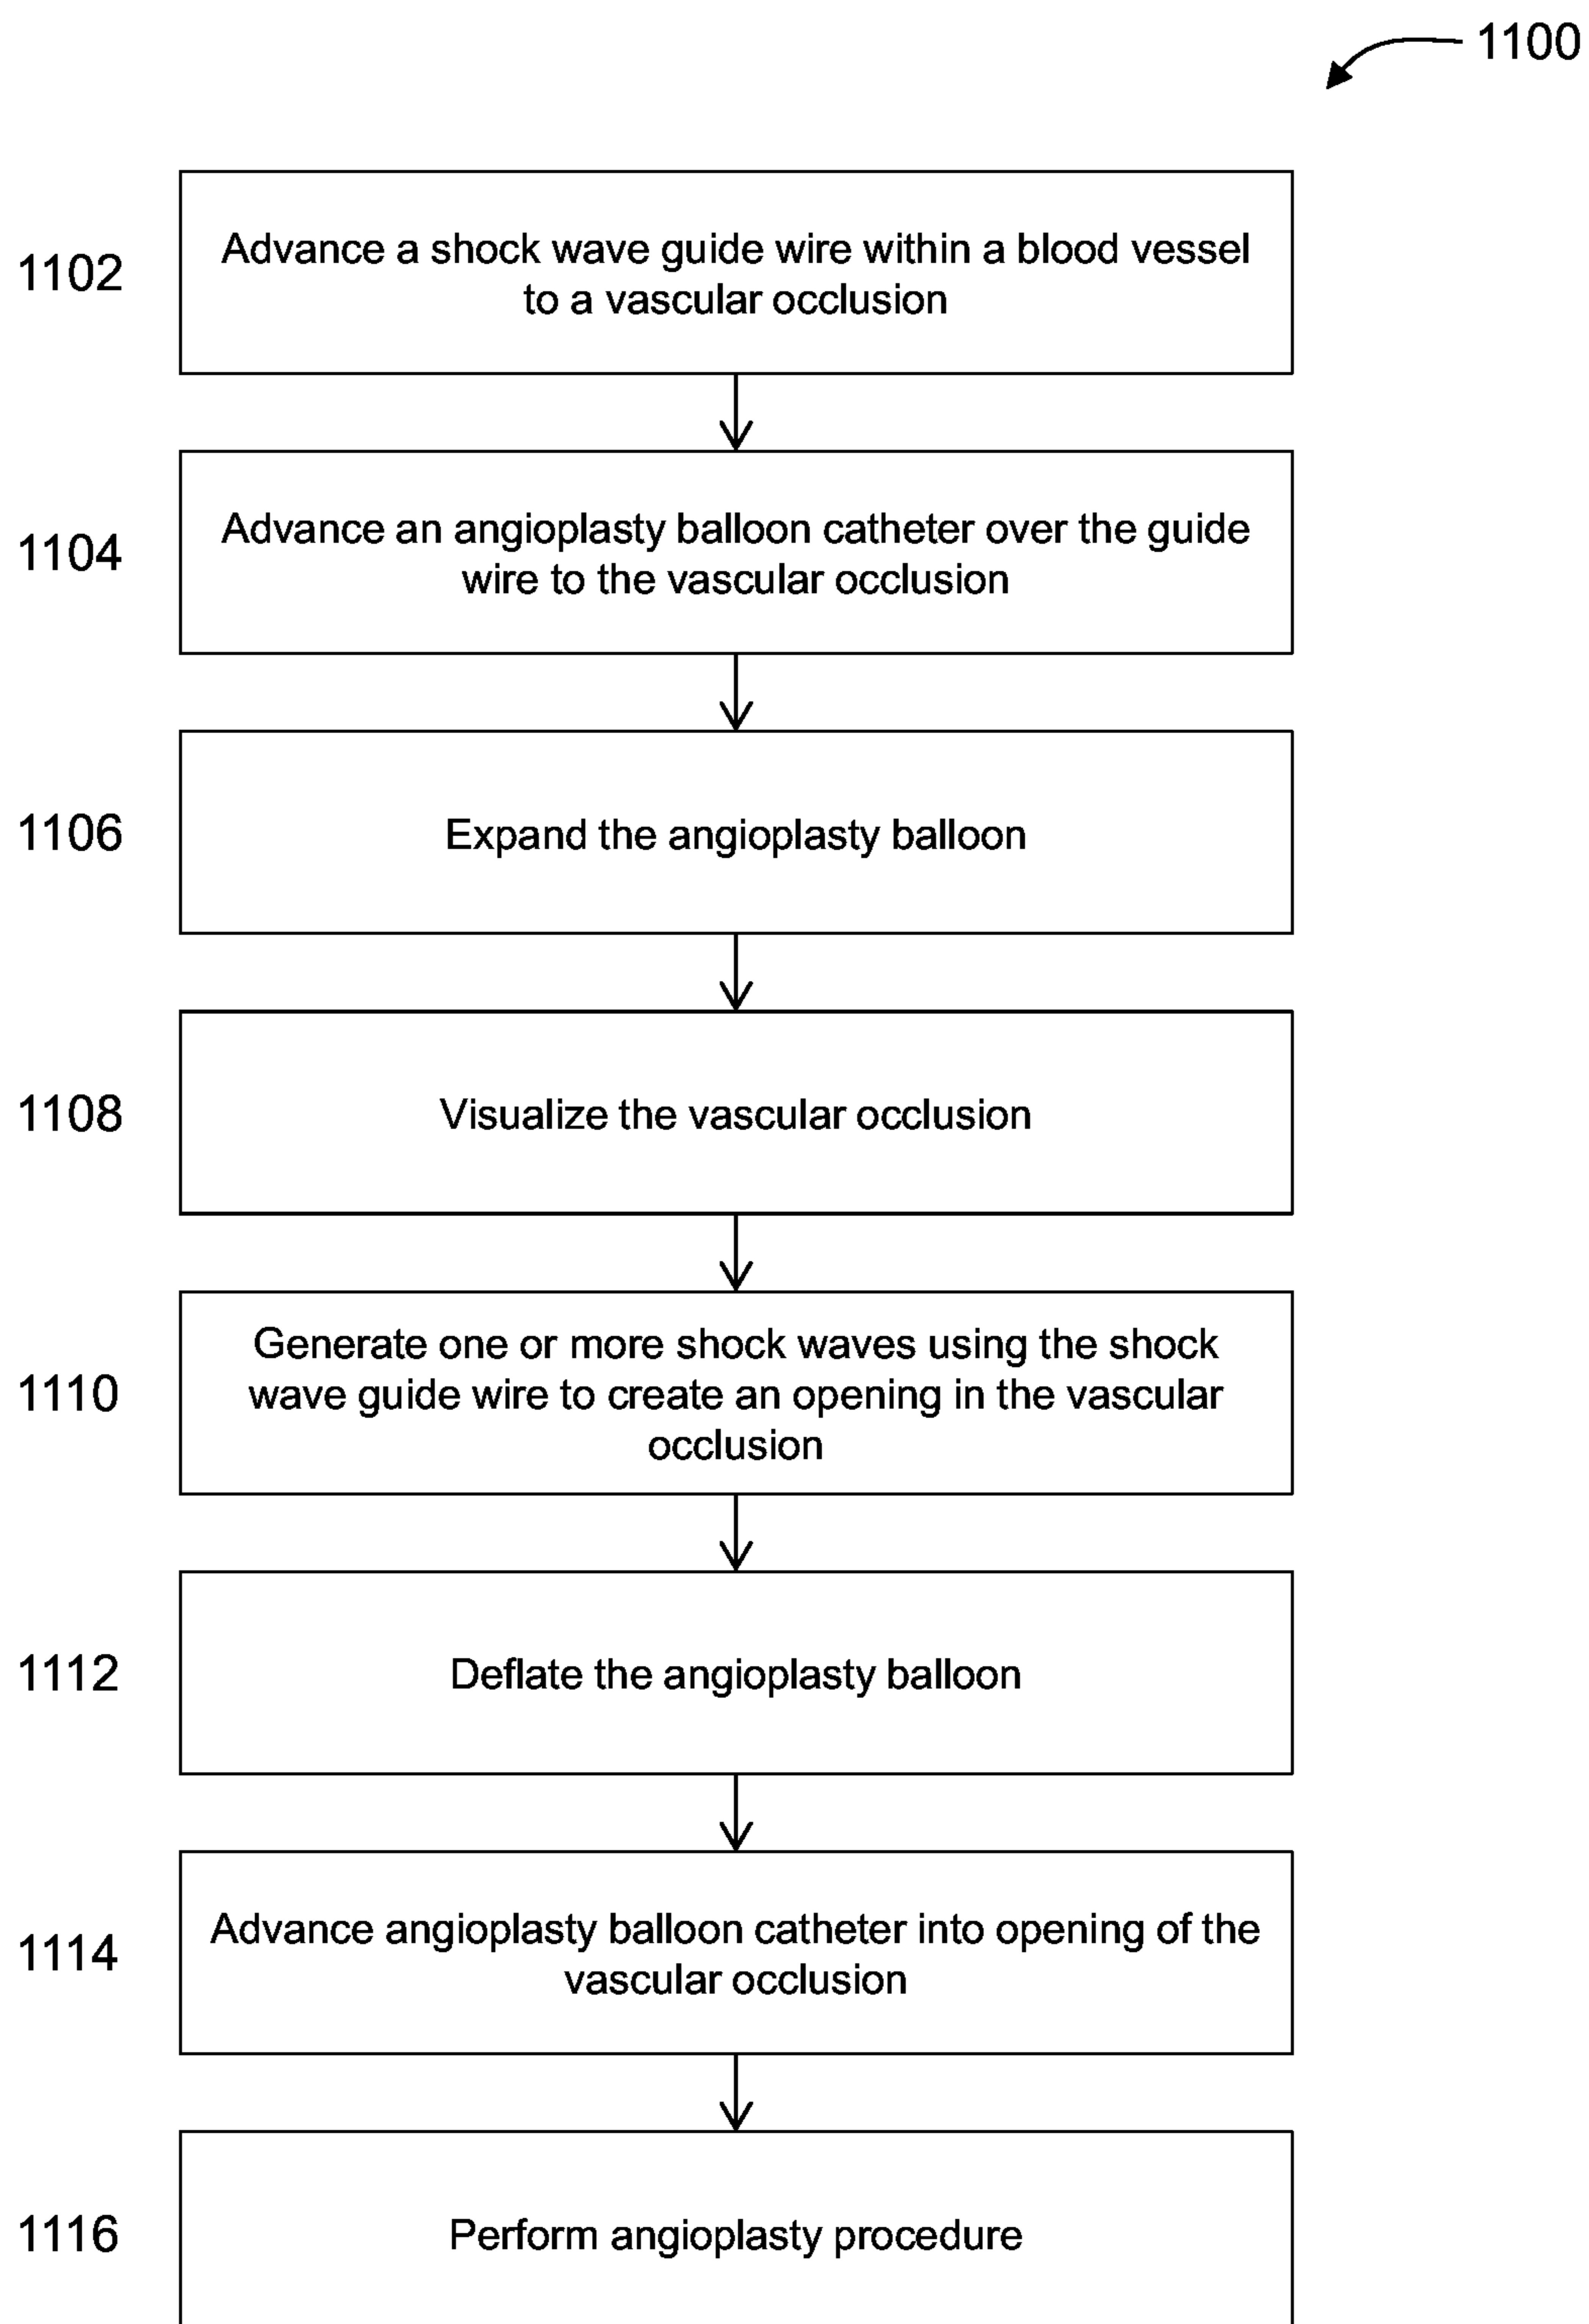 1100
1102
Advance a shock wave guide wire within a blood vessel
to a vascular occlusion
1104
Advance an angioplasty balloon catheter over the guide
wire to the vascular occlusion
1106
Expand the angioplasty balloon
1108
Visualize the vascular occlusion
1110
Generate one or more shock waves using the shock
wave guide wire to create an opening in the vascular
occlusion
1112
Deflate the angioplasty balloon
1114
Advance angioplasty balloon catheter into opening of the
vascular occlusion
1116
Perform angioplasty procedure